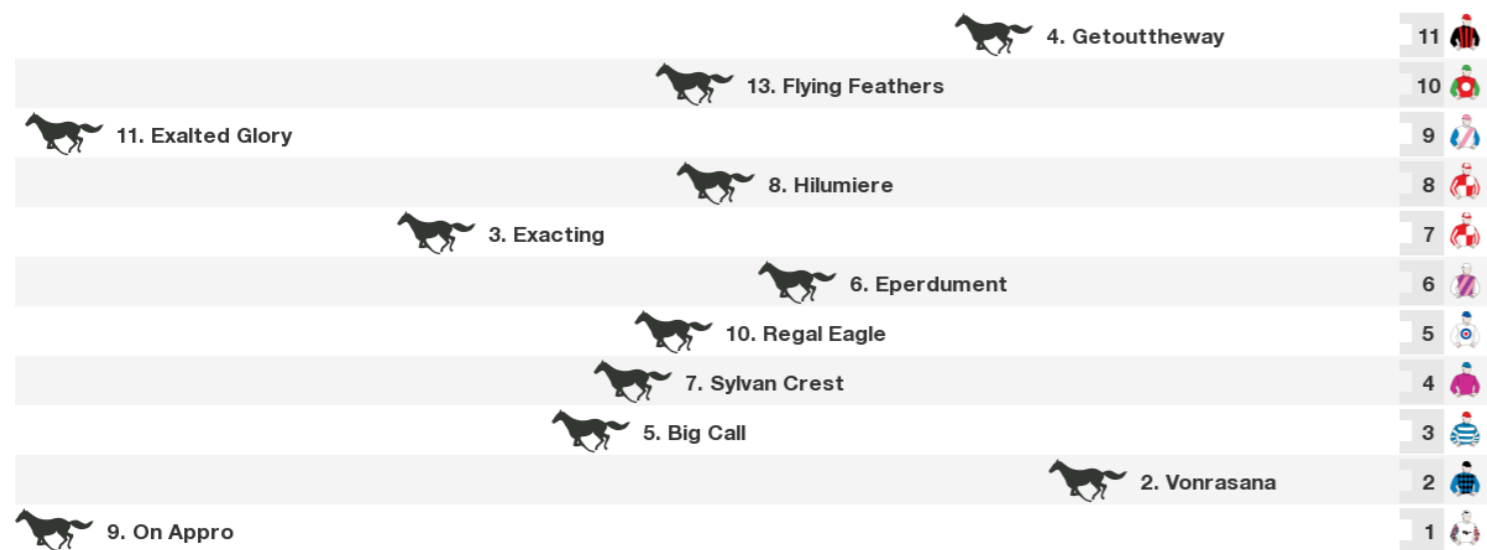 4. Getouttheway 11
13. Flying Feathers 10
11. Exalted Glory 9
8. Hilumiere 8
3. Exacting 7
6. Eperdument 6
10. Regal Eagle 5
7. Sylvan Crest 4
5. Big Call 3
2. Vonrasana 2
9. On Appro 1